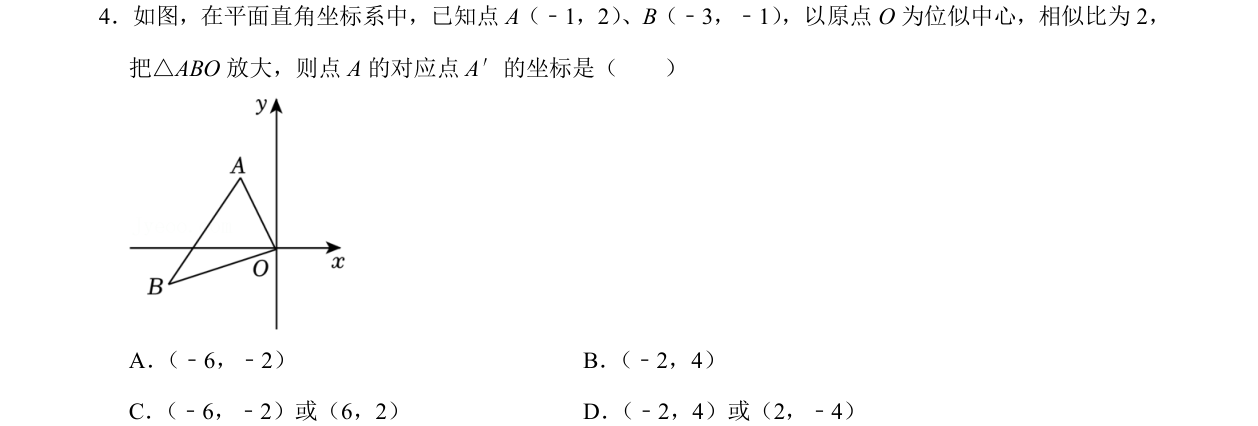 4．如图，在平面直角坐标系中，已知点 A（﹣1，2）、B（﹣3，﹣1），以原点 O 为位似中心，相似比为 2，
把△ABO 放大，则点 A 的对应点 A′ 的坐标是（　　）
y
A
O
x
B
A．（﹣6，﹣2）
B．（﹣2，4）
C．（﹣6，﹣2）或（6，2）
D．（﹣2，4）或（2，﹣4）